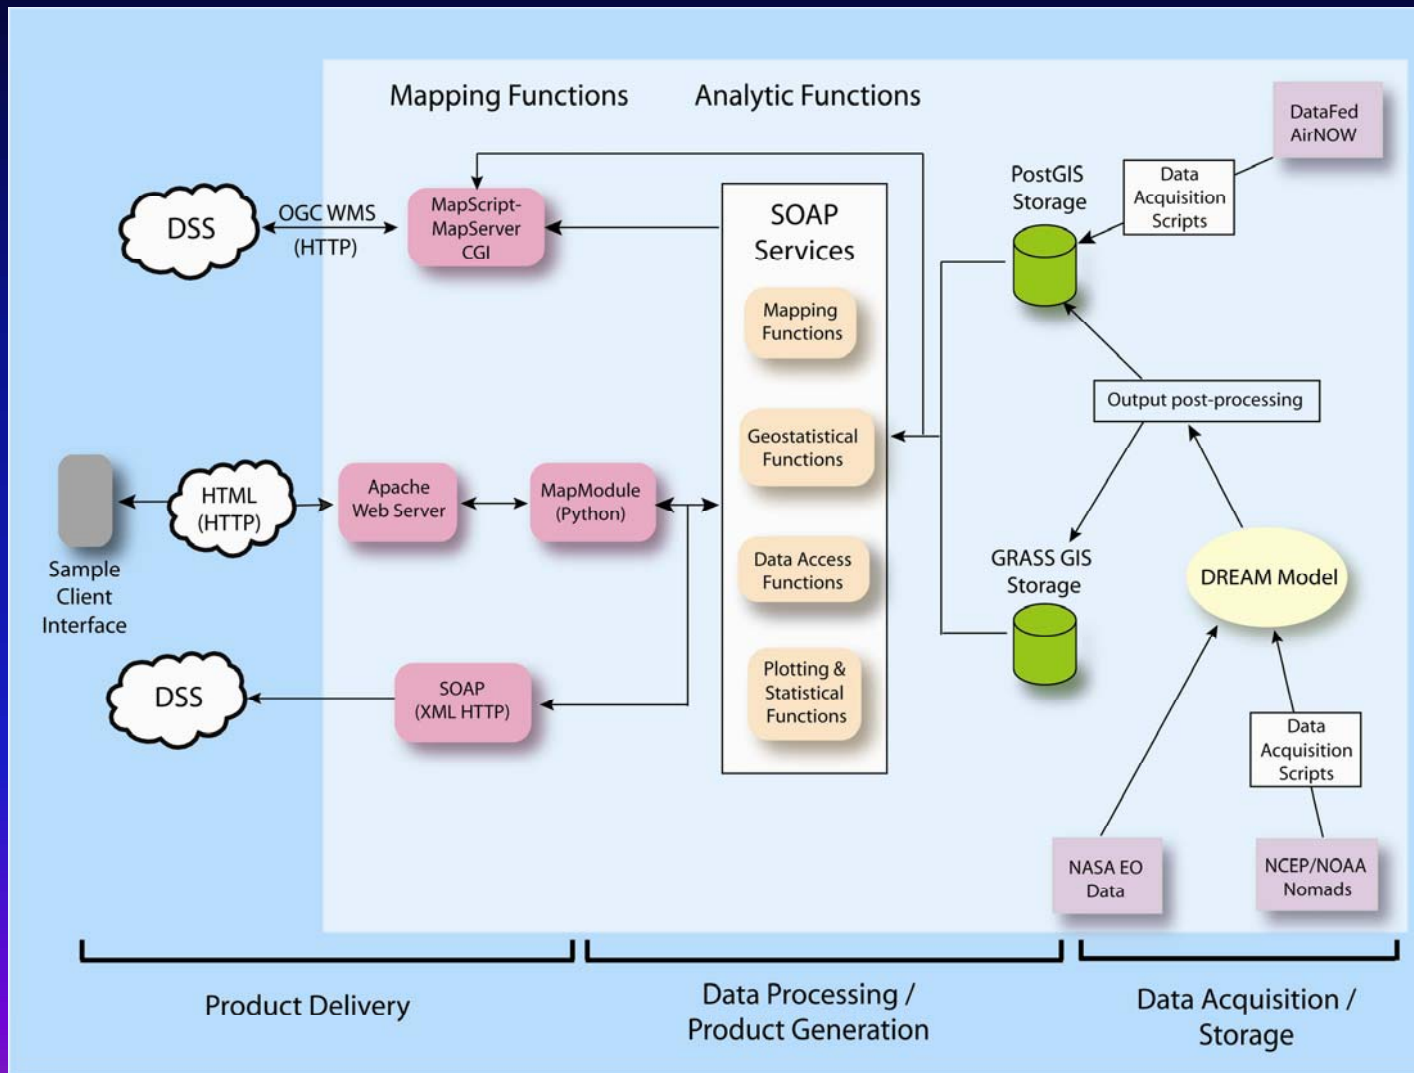 Mapping Functions
Analytic Functions
DataFed
AirNOW
Data
Acquisition
Scripts
PostGIS
Storage
DSS
OGC WMS
(HTTP)
MapScript-
MapServer
CGI
SOAP
Services
Mapping
Functions
Geostatistical
Functions
Data Access
Functions
Plotting &
Statistical
Functions
Output post-processing
Sample
Client
Interface
HTML
(HTTP)
Apache
Web Server
MapModule
(Python)
GRASS GIS
Storage
DREAM Model
DSS
SOAP
(XML HTTP)
Data
Acquisition
Scripts
NASA EO
Data
NCEP/NOAA
Nomads
Product Delivery
Data Processing /
Product Generation
Data Acquisition /
Storage